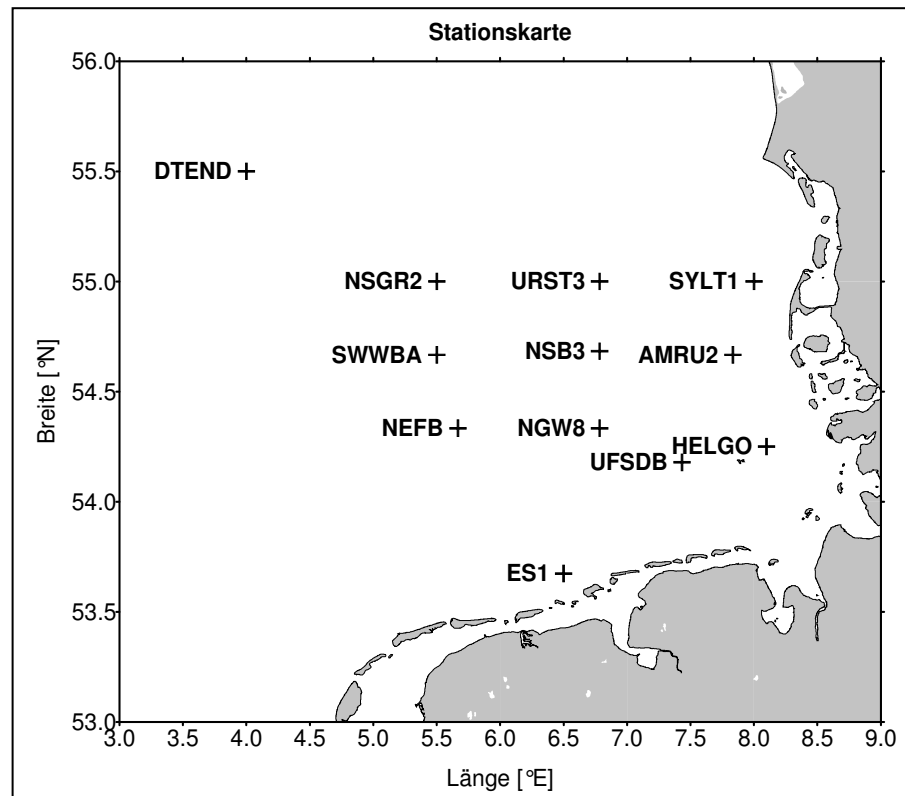 Stationskarte
56.0
DTEND
55.5
NSGR2 URST3 SYLT1
55.0
SWWBA NSB3 AMRU2
54.5
NEFB NGW8
HELGO
UFSDB
54.0
ES1
53.5
53.0
Breite [°N]
3.0 3.5 4.0 4.5 5.0 5.5 6.0 6.5 7.0 7.5 8.0 8.5 9.0
Länge [°E]